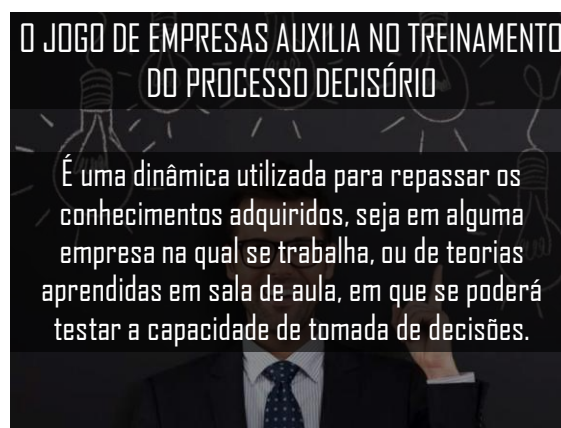 O JOGO DE EMPRESAS AUXILIA NO TREINAMENTO
DO PROCESSO DECISÓRIO
É uma dinâmica utilizada para repassar os
conhecimentos adquiridos, seja em alguma
empresa na qual se trabalha, ou de teorias
aprendidas em sala de aula, em que se poderá
testar a capacidade de tomada de decisões.